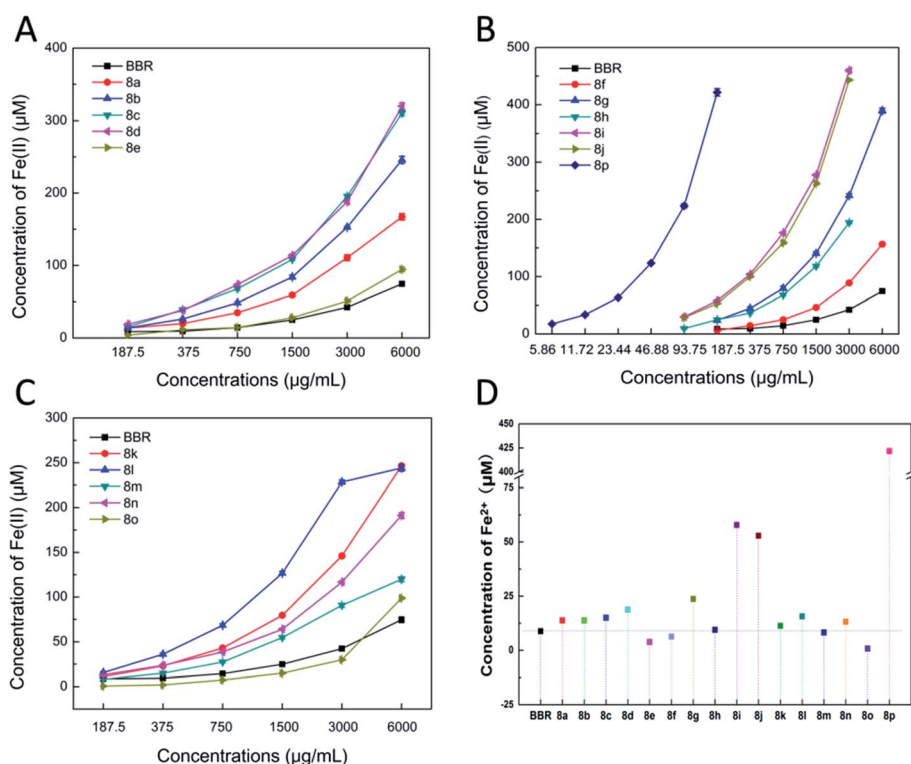 A
Concentration of Fe(II) (μM)
400
300
200
100
0
BBR
8a
8b
8c
8d
8e
187.5 375 750 1500 3000 6000
Concentrations (μg/mL)
B
Concentration of Fe(II) (μM)
500
400
300
200
100
0
BBR
8f
8g
8h
8i
8j
8p
5.86 11.72 23.44 46.88 93.75 187.5 375 750 1500 3000 6000
Concentrations (μg/mL)
C
Concentration of Fe(II) (μM)
300
250
200
150
100
50
0
BBR
8k
8l
8m
8n
8o
187.5 375 750 1500 3000 6000
Concentrations (μg/mL)
D
Concentration of Fe²⁺ (μM)
450
425
400
75
50
25
0
-25
BBR 8a 8b 8c 8d 8e 8f 8g 8h 8i 8j 8k 8l 8m 8n 8o 8p